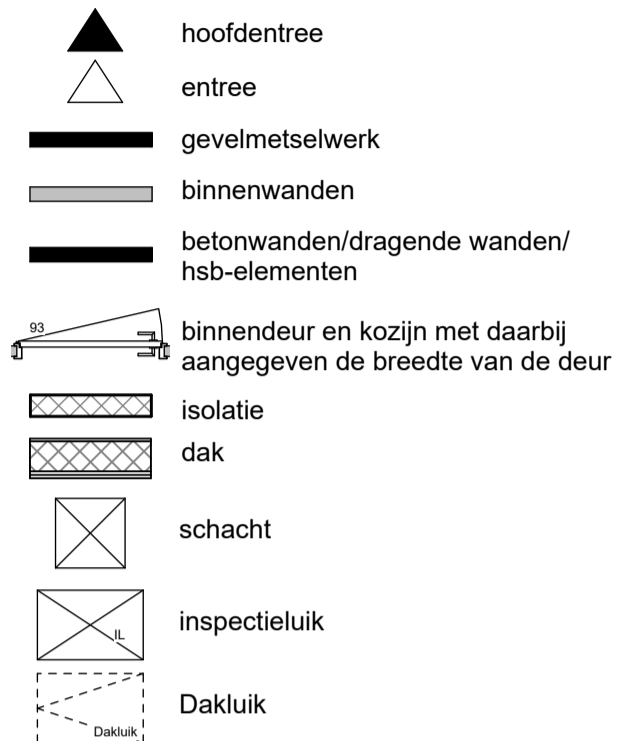 hoofdentree
entree
gevelmetselwerk
binnenwanden
betonwanden/dragende wanden/
hsb-elementen
93
binnendeur en kozijn met daarbij
aangegeven de breedte van de deur
isolatie
dak
schacht
inspectieluik
IL
Dakluik
Dakluik